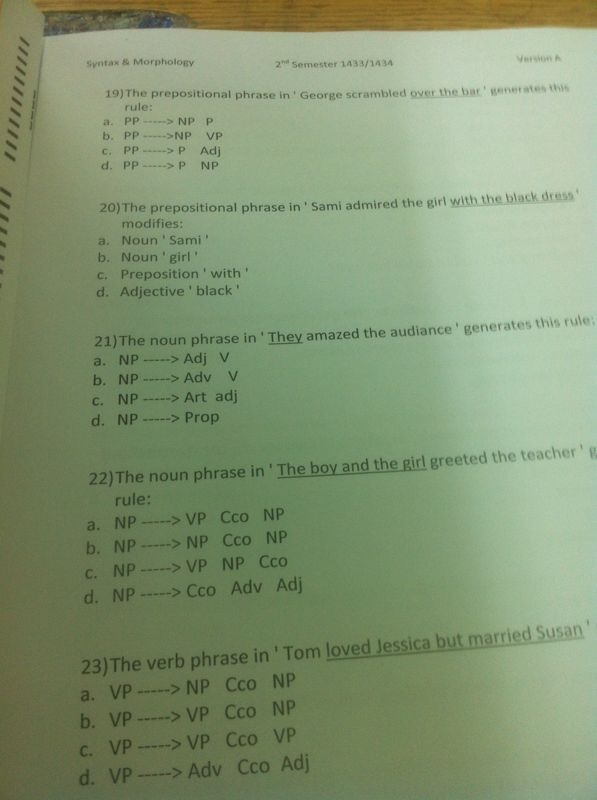 Syntax & Morphology 2nd Semester 1433/1434 Version A
19)The prepositional phrase in ' George scrambled over the bar ' generates this
rule:
a. PP -----> NP P
b. PP ----->NP VP
c. PP -----> P Adj
d. PP -----> P NP
20)The prepositional phrase in ' Sami admired the girl with the black dress '
modifies:
a. Noun ' Sami '
b. Noun ' girl '
c. Preposition ' with '
d. Adjective ' black '
21)The noun phrase in ' They amazed the audiance ' generates this rule:
a. NP -----> Adj V
b. NP -----> Adv V
c. NP -----> Art adj
d. NP -----> Prop
22)The noun phrase in ' The boy and the girl greeted the teacher ' g
rule:
a. NP -----> VP Cco NP
b. NP -----> NP Cco NP
c. NP -----> VP NP Cco
d. NP -----> Cco Adv Adj
23)The verb phrase in ' Tom loved Jessica but married Susan '
a. VP -----> NP Cco NP
b. VP -----> VP Cco NP
c. VP -----> VP Cco VP
d. VP -----> Adv Cco Adj